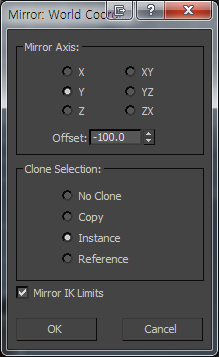 Mirror: World Coor
?
Mirror Axis:
X XY
Y YZ
Z ZX
Offset: -100.0
Clone Selection:
No Clone
Copy
Instance
Reference
Mirror IK Limits
OK Cancel